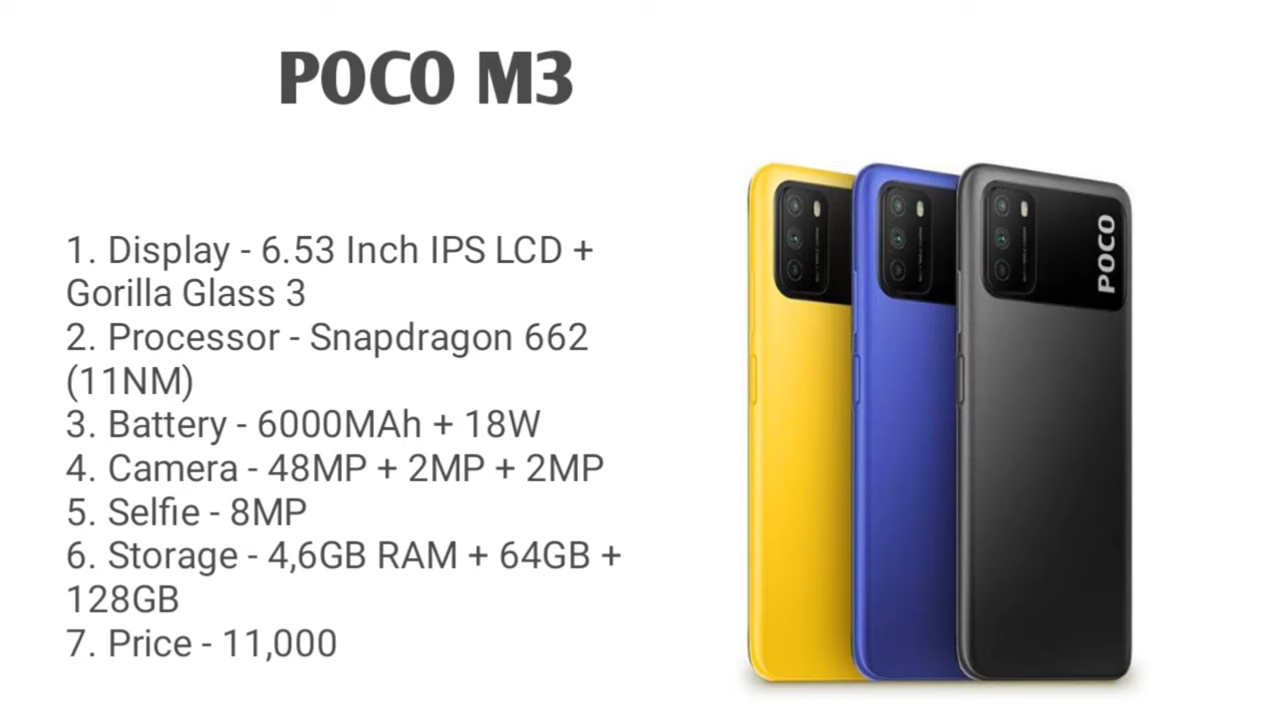 POCO M3
1. Display - 6.53 Inch IPS LCD +
Gorilla Glass 3
2. Processor - Snapdragon 662
(11NM)
3. Battery - 6000MAh + 18W
4. Camera - 48MP + 2MP + 2MP
5. Selfie - 8MP
6. Storage - 4,6GB RAM + 64GB +
128GB
7. Price - 11,000
POCO